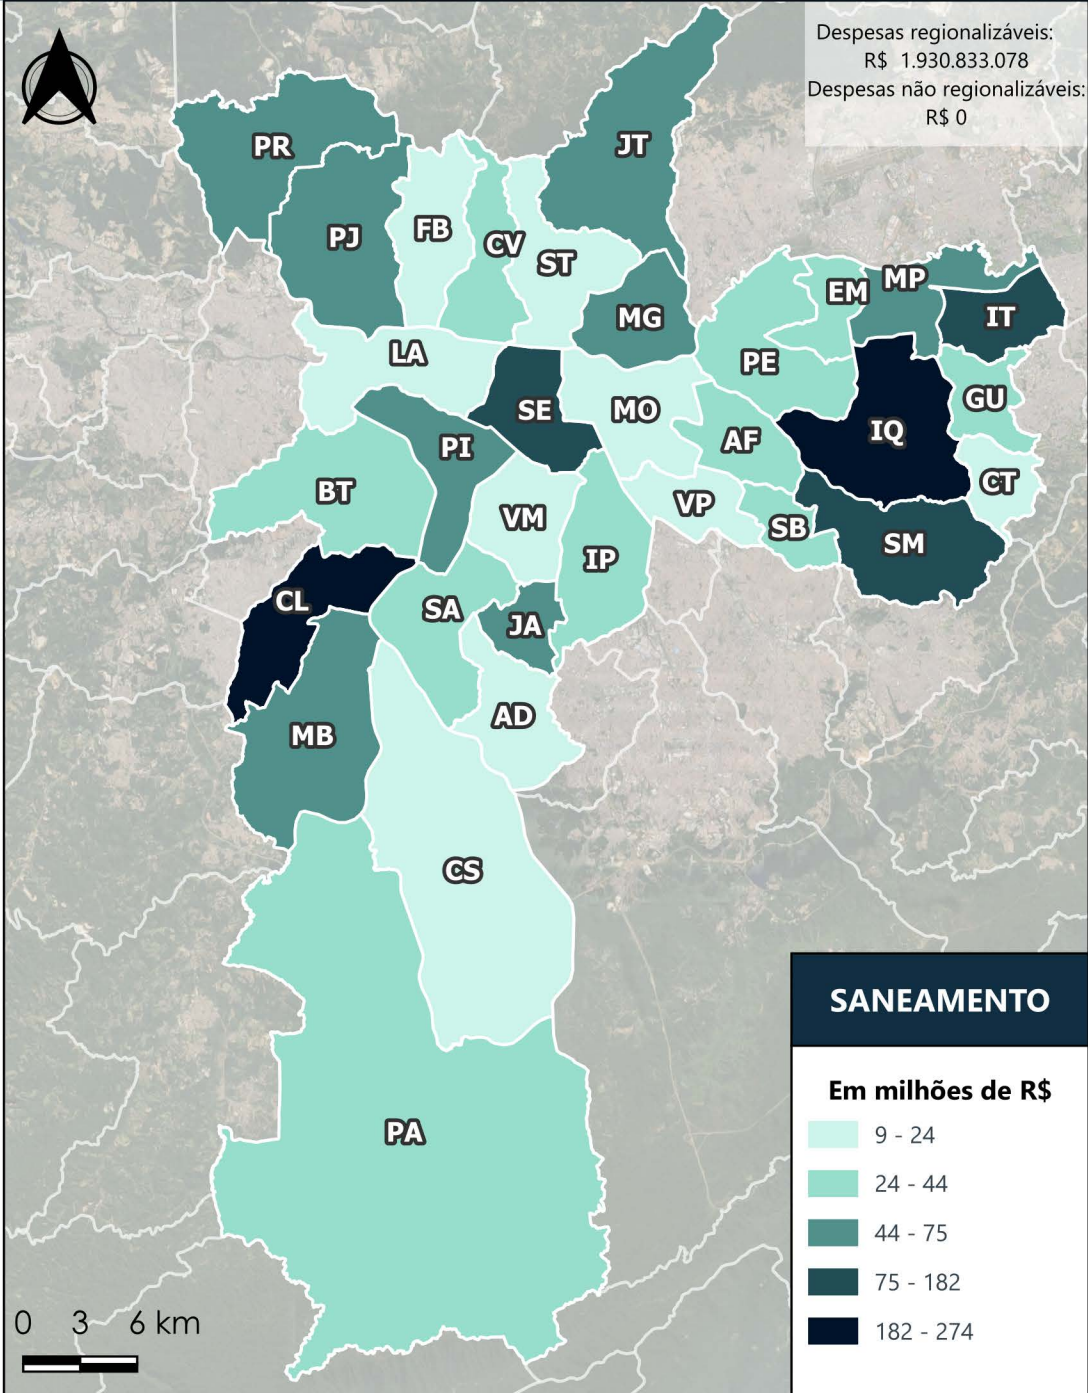 Despesas regionalizáveis:
R$ 1.930.833.078
Despesas não regionalizáveis:
R$ 0
JT
PR
PJ
FB
CV
ST
MP
EM
IT
MG
LA
PE
GU
SE
MO
IQ
AF
PI
CT
BT
VP
VM
SB
SM
IP
CL
SA
JA
AD
MB
CS
PA
SANEAMENTO
Em milhões de R$
9 - 24
24 - 44
44 - 75
75 - 182
182 - 274
0 3 6 km